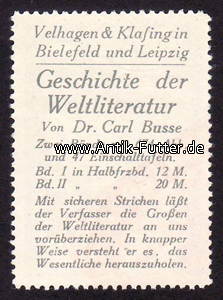 Velhagen & Klasing in
Bielefeld und Leipzig
Geschichte der
Weltliteratur
Von Dr. Carl Busse
www.Antik-Futter.de
Zwei
und 47 Einschalttafeln.
Bd. I in Halbfrzbd. 12 M.
Bd. II „ „ 20 M.
Mit sicheren Strichen läßt
der Verfasser die Großen
der Weltliteratur an uns
vorüberziehen. In knapper
Weise versteht er es, das
Wesentliche herauszuholen.